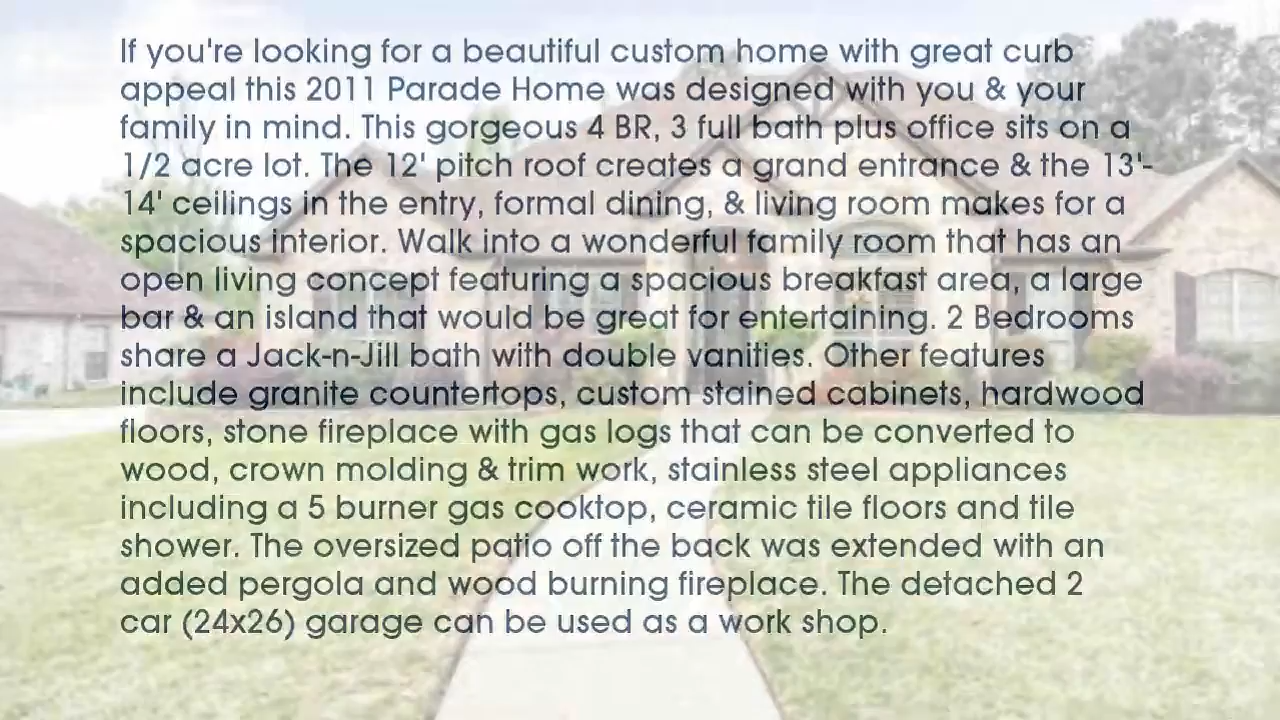 If you're looking for a beautiful custom home with great curb
appeal this 2011 Parade Home was designed with you & your
family in mind. This gorgeous 4 BR, 3 full bath plus office sits on a
1/2 acre lot. The 12' pitch roof creates a grand entrance & the 13'-
14' ceilings in the entry, formal dining, & living room makes for a
spacious interior. Walk into a wonderful family room that has an
open living concept featuring a spacious breakfast area, a large
bar & an island that would be great for entertaining. 2 Bedrooms
share a Jack-n-Jill bath with double vanities. Other features
include granite countertops, custom stained cabinets, hardwood
floors, stone fireplace with gas logs that can be converted to
wood, crown molding & trim work, stainless steel appliances
including a 5 burner gas cooktop, ceramic tile floors and tile
shower. The oversized patio off the back was extended with an
added pergola and wood burning fireplace. The detached 2
car (24x26) garage can be used as a work shop.